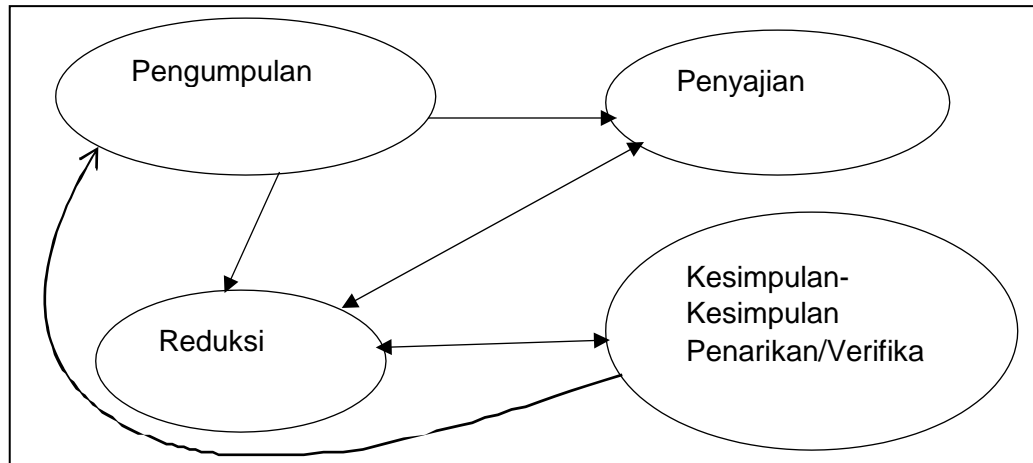 Pengumpulan
Penyajian
Reduksi
Kesimpulan-
Kesimpulan
Penarikan/Verifika